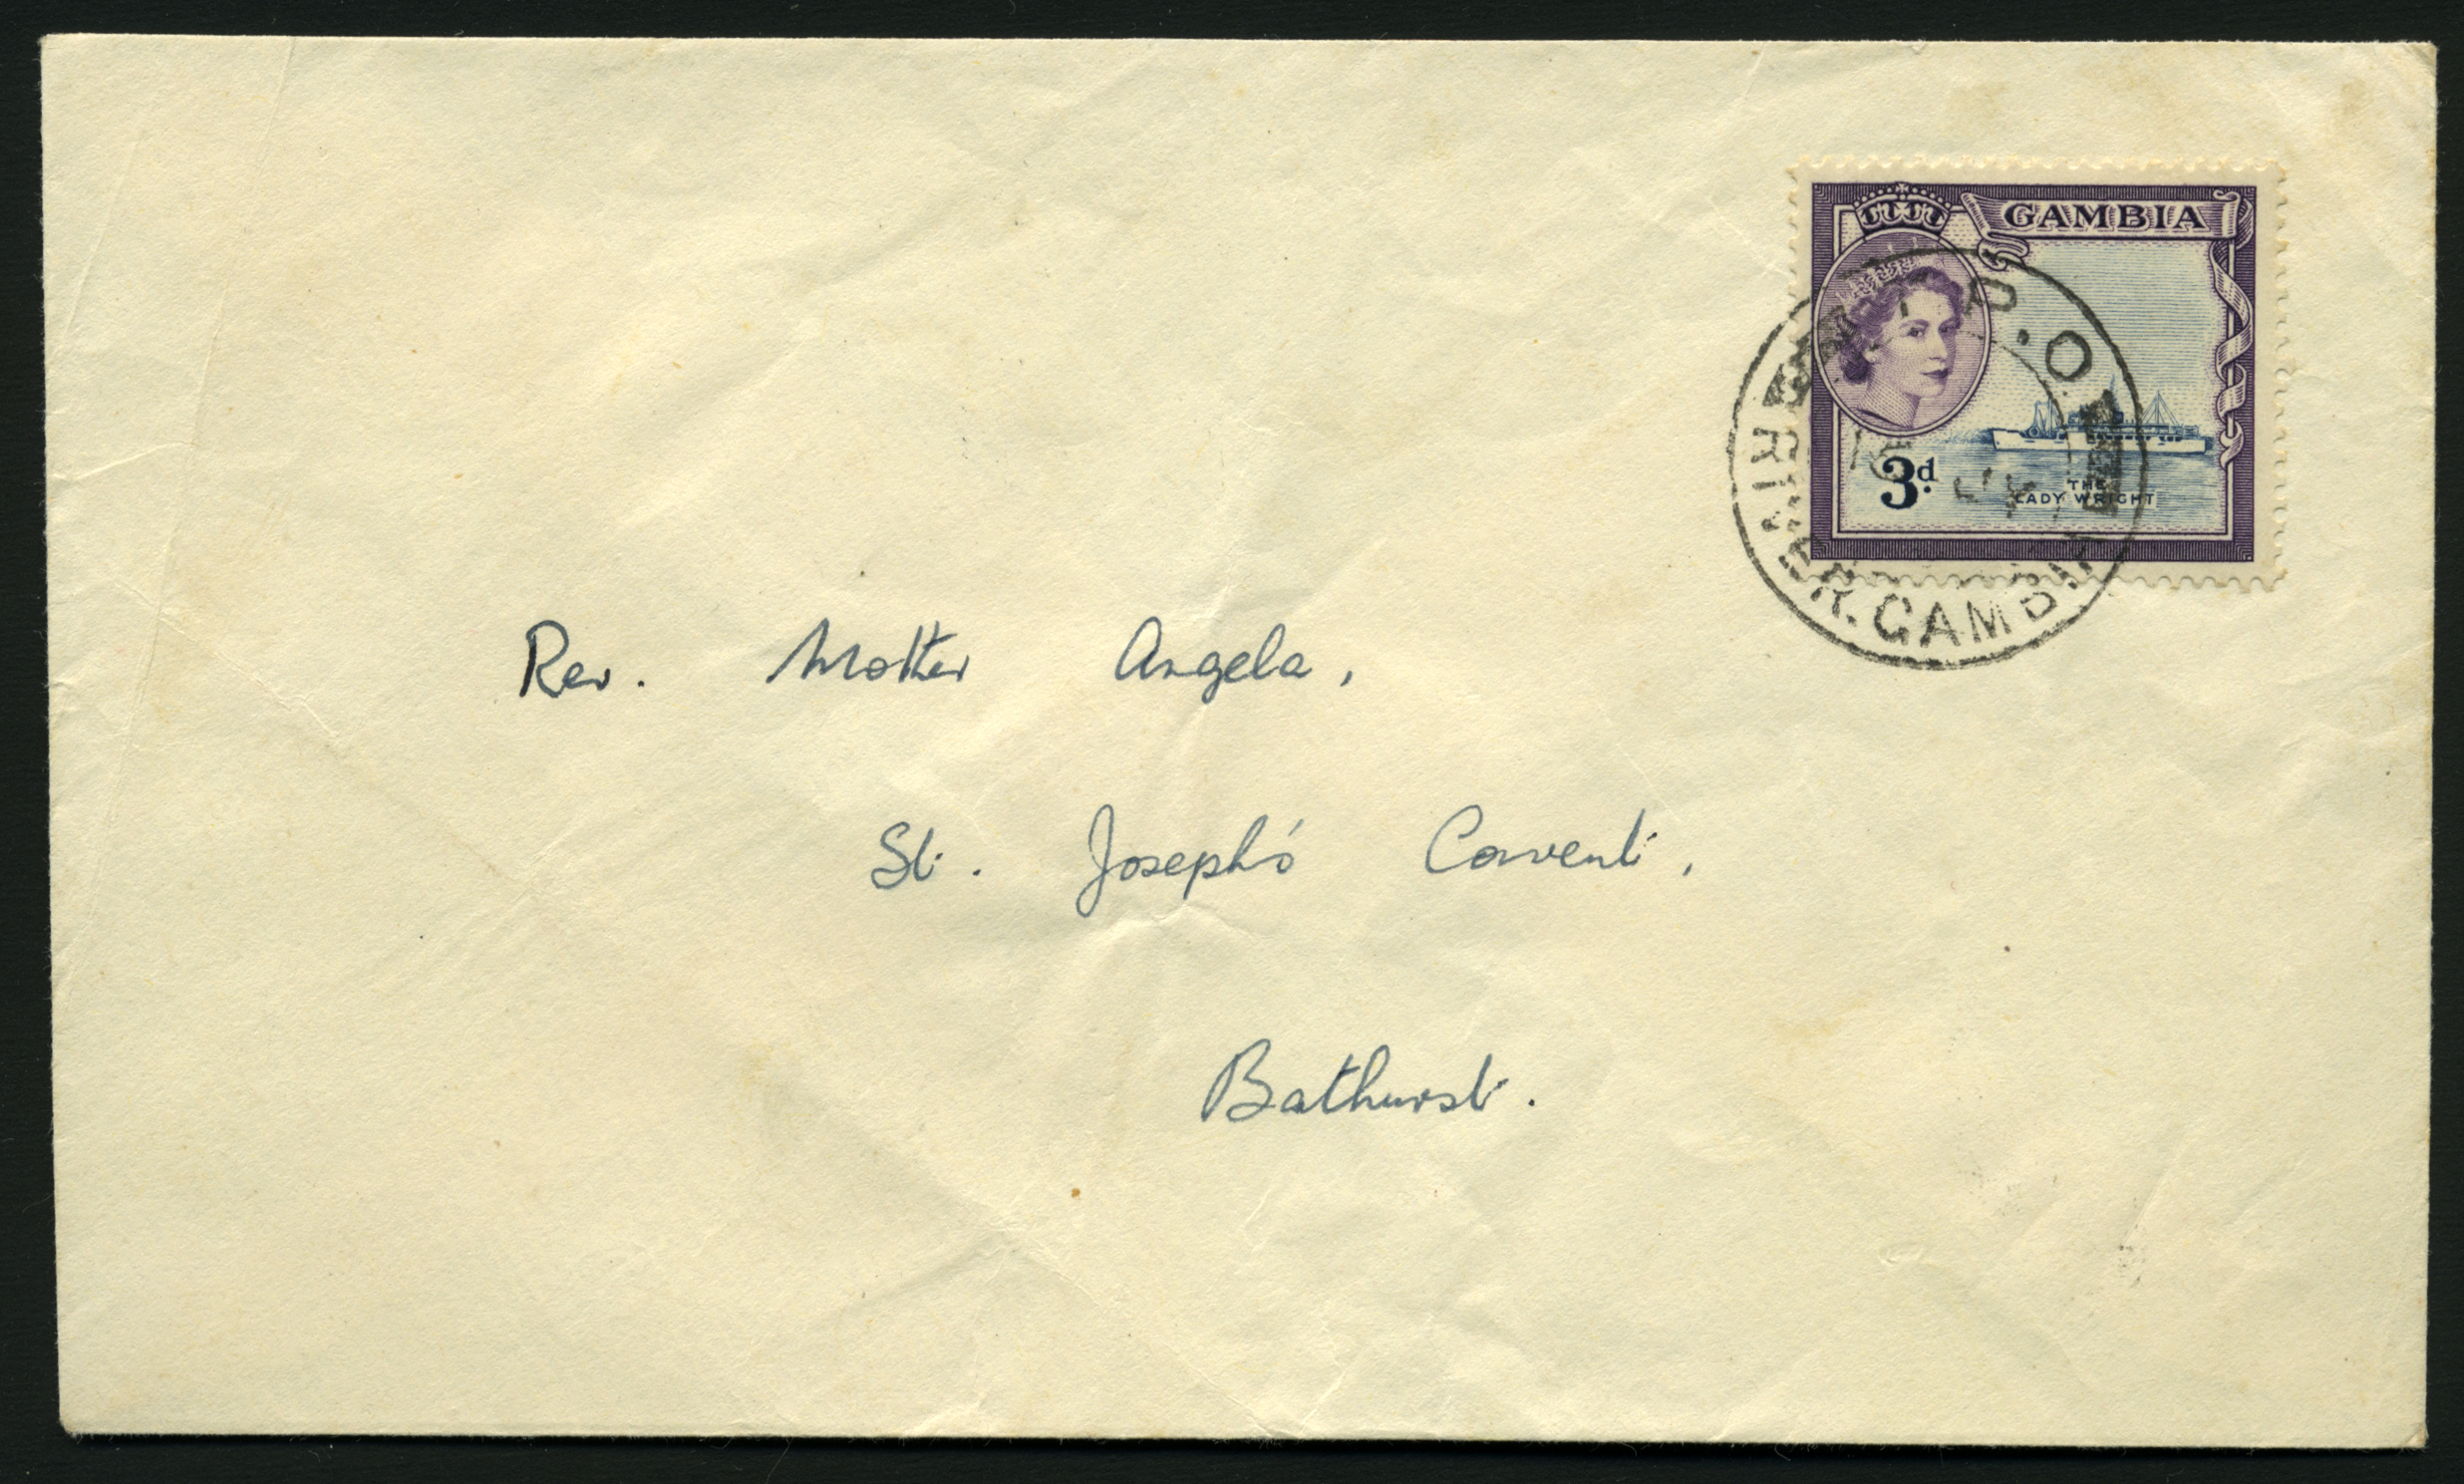 GAMBIA
3d.
THE
LADY WRIGHT
P.O.
RIVER. GAMBIA
Rev. Mother Angela,
St. Joseph's Convent,
Bathurst.